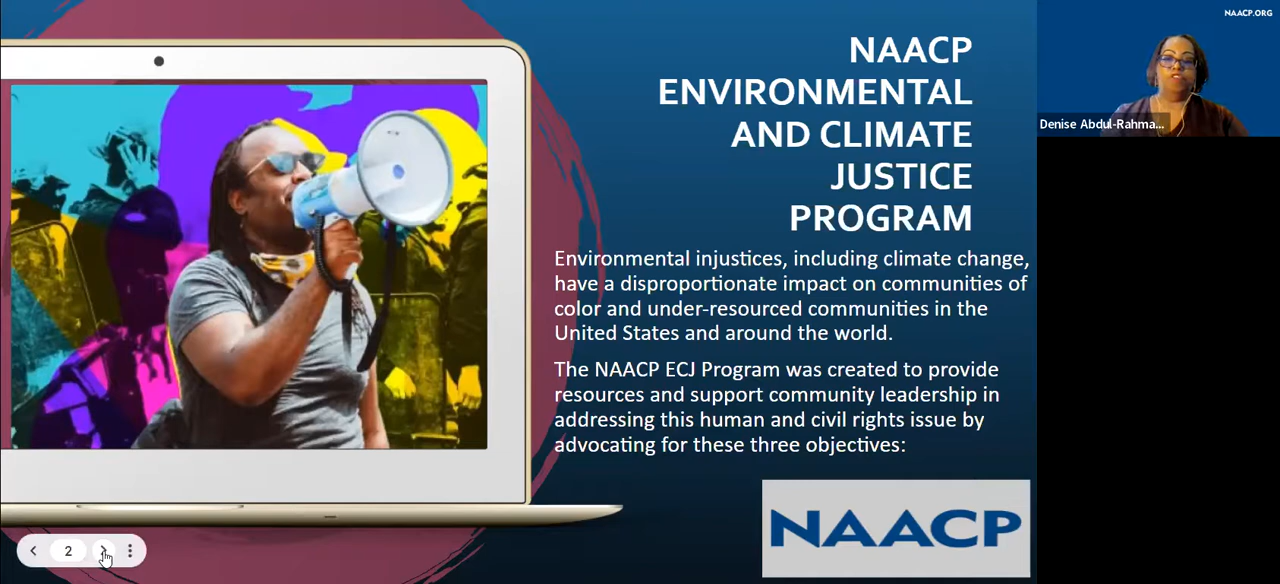 NAACP
ENVIRONMENTAL
AND CLIMATE
JUSTICE
PROGRAM
Environmental injustices, including climate change,
have a disproportionate impact on communities of
color and under-resourced communities in the
United States and around the world.
The NAACP ECJ Program was created to provide
resources and support community leadership in
addressing this human and civil rights issue by
advocating for these three objectives:
NAACP
2
NAACP.ORG
Denise Abdul-Rahma...